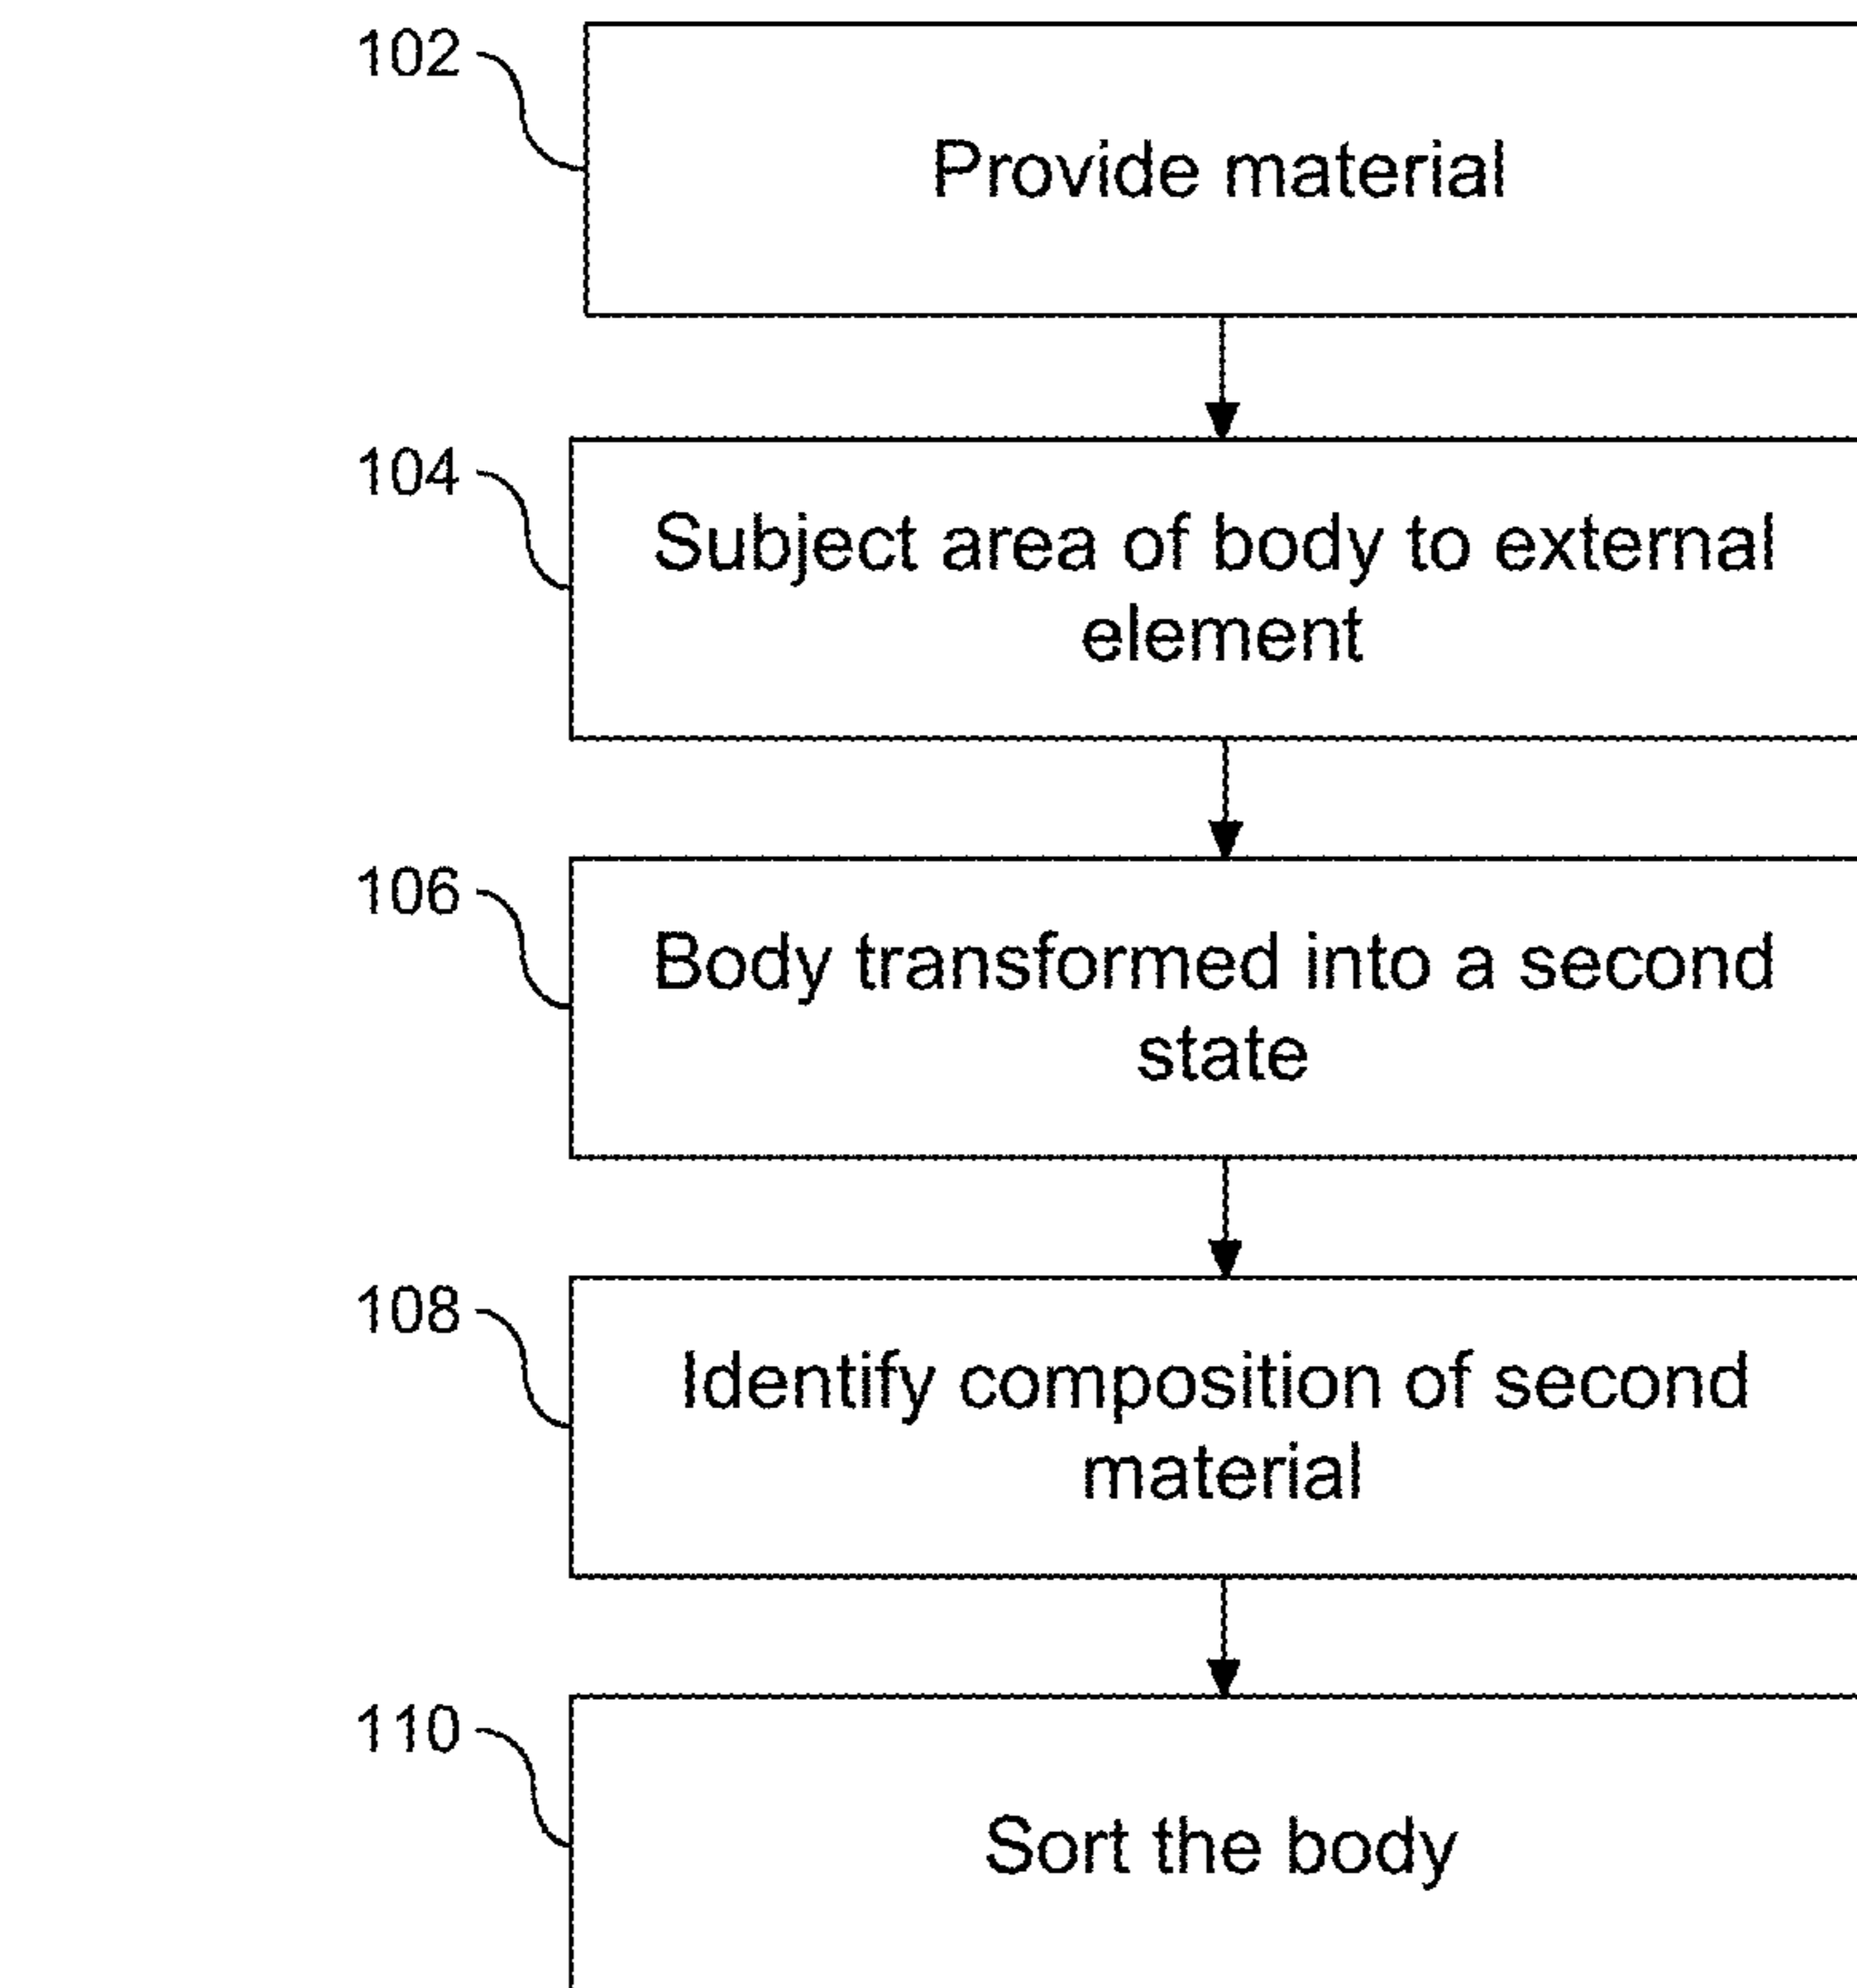 102
Provide material
104
Subject area of body to external
element
106
Body transformed into a second
state
108
Identify composition of second
material
110
Sort the body